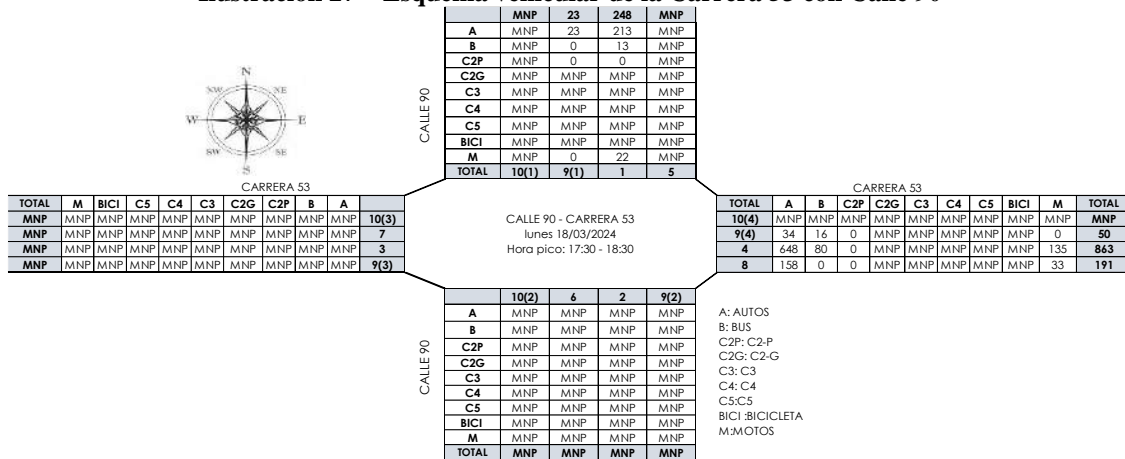 MNP 23 248 MNP
A MNP 23 213 MNP
B MNP 0 13 MNP
C2P MNP 0 0 MNP
C2G MNP MNP MNP MNP
C3 MNP MNP MNP MNP
C4 MNP MNP MNP MNP
C5 MNP MNP MNP MNP
BICI MNP MNP MNP MNP
M MNP 0 22 MNP
TOTAL 10(1) 9(1) 1 5
CALLE 90
N
NW NE
W E
SW SE
S
CARRERA 53
TOTAL M BICI C5 C4 C3 C2G C2P B A
MNP MNP MNP MNP MNP MNP MNP MNP MNP MNP 10(3)
MNP MNP MNP MNP MNP MNP MNP MNP MNP MNP 7
MNP MNP MNP MNP MNP MNP MNP MNP MNP MNP 3
MNP MNP MNP MNP MNP MNP MNP MNP MNP MNP 9(3)
CALLE 90 - CARRERA 53
lunes 18/03/2024
Hora pico: 17:30 - 18:30
CARRERA 53
TOTAL A B C2P C2G C3 C4 C5 BICI M TOTAL
10(4) MNP MNP MNP MNP MNP MNP MNP MNP MNP MNP
9(4) 34 16 0 MNP MNP MNP MNP MNP 0 50
4 648 80 0 MNP MNP MNP MNP MNP 135 863
8 158 0 0 MNP MNP MNP MNP MNP 33 191
10(2) 6 2 9(2)
A MNP MNP MNP MNP
B MNP MNP MNP MNP
C2P MNP MNP MNP MNP
C2G MNP MNP MNP MNP
C3 MNP MNP MNP MNP
C4 MNP MNP MNP MNP
C5 MNP MNP MNP MNP
BICI MNP MNP MNP MNP
M MNP MNP MNP MNP
TOTAL MNP MNP MNP MNP
CALLE 90
A: AUTOS
B: BUS
C2P: C2-P
C2G: C2-G
C3: C3
C4: C4
C5:C5
BICI :BICICLETA
M:MOTOS